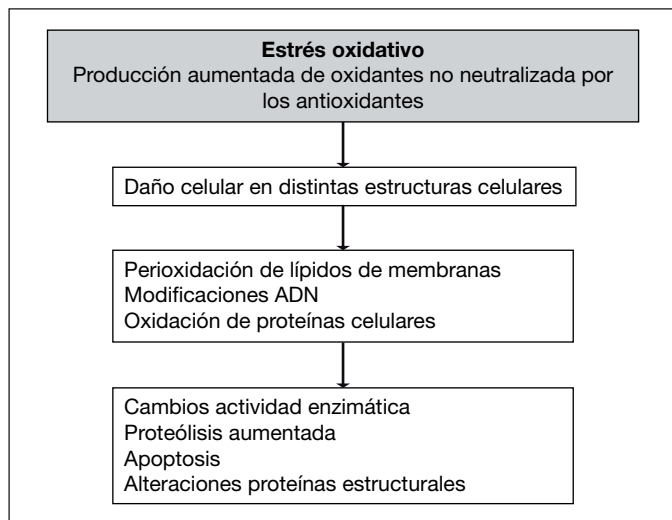 Estrés oxidativo
Producción aumentada de oxidantes no neutralizada por
los antioxidantes
Daño celular en distintas estructuras celulares
Perioxidación de lípidos de membranas
Modificaciones ADN
Oxidación de proteínas celulares
Cambios actividad enzimática
Proteólisis aumentada
Apoptosis
Alteraciones proteínas estructurales